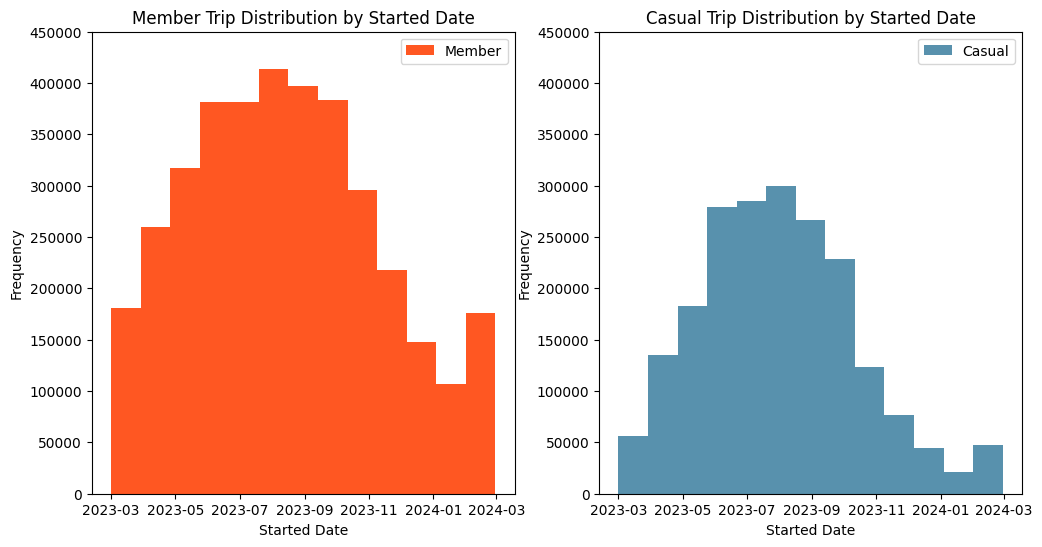 Member Trip Distribution by Started Date
450000
400000
350000
300000
250000
200000
150000
100000
50000
0
Frequency
Member
2023-03 2023-05 2023-07 2023-09 2023-11 2024-01 2024-03
Started Date
Casual Trip Distribution by Started Date
450000
400000
350000
300000
250000
200000
150000
100000
50000
0
Frequency
Casual
2023-03 2023-05 2023-07 2023-09 2023-11 2024-01 2024-03
Started Date